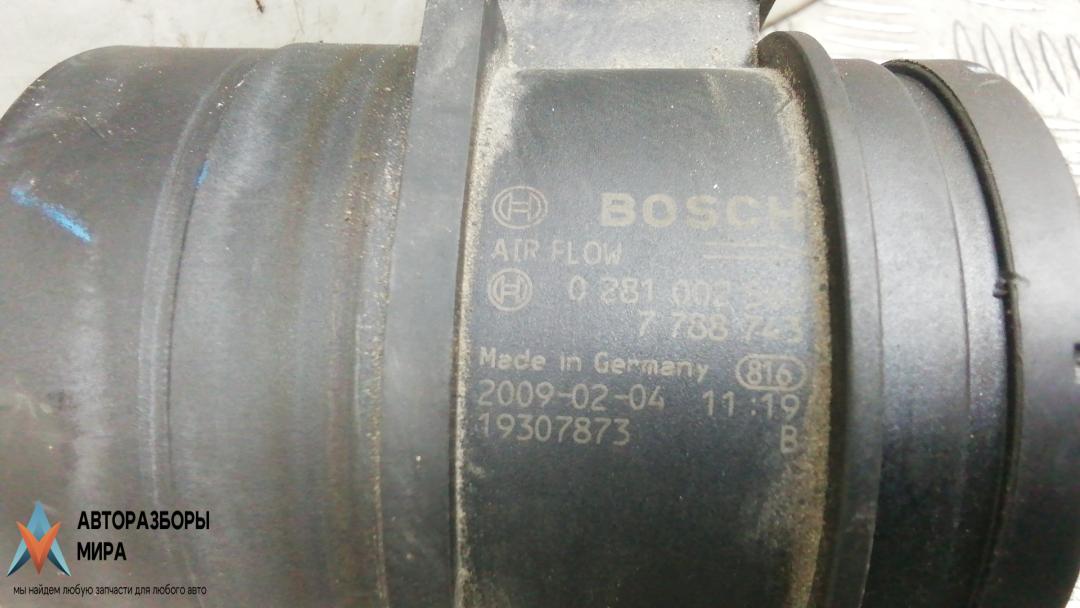 BOSCH
AIR FLOW
0 281 002
7 788 743
Made in Germany 816
2009-02-04 11:19
19307873 B
АВТОРАЗБОРЫ
МИРА
мы найдем любую запчасти для любого авто